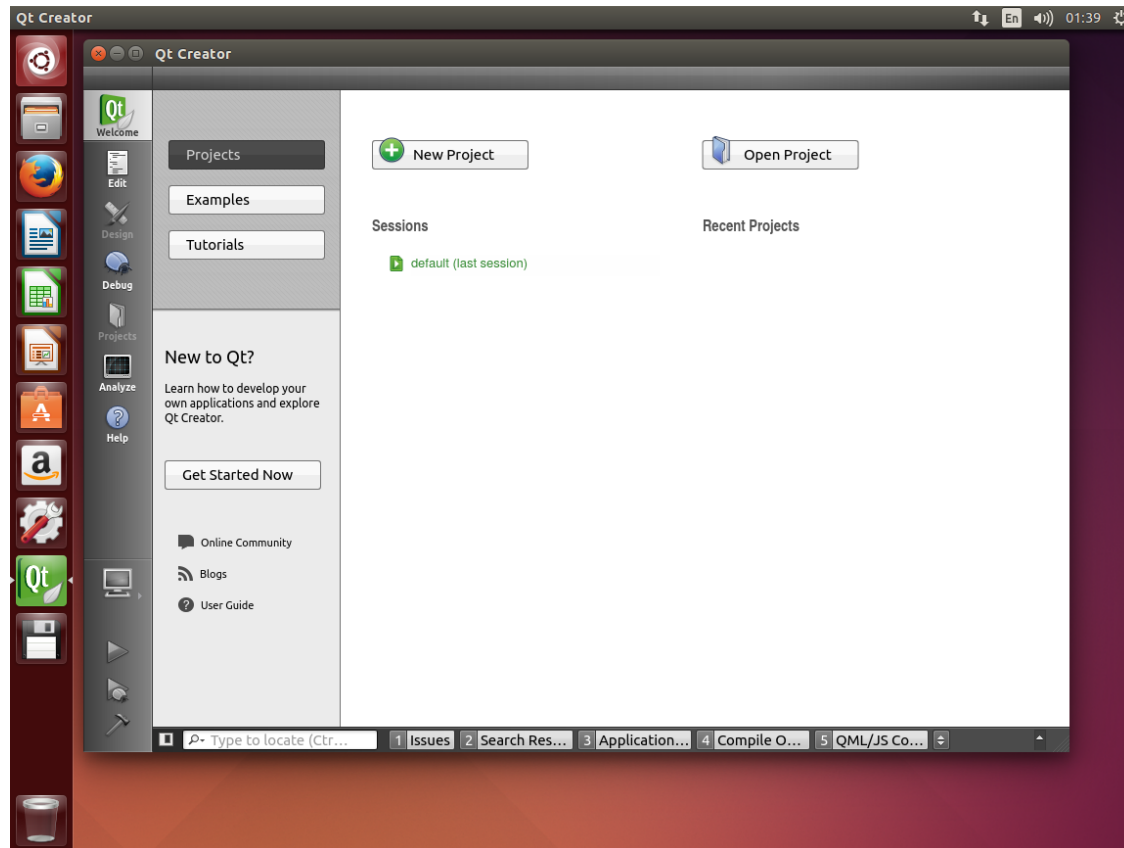 Qt Creator
En
01:39
Qt Creator
Qt
Welcome
Edit
Design
Debug
Projects
Analyze
Help
Projects
Examples
Tutorials
New to Qt?
Learn how to develop your
own applications and explore
Qt Creator.
Get Started Now
Online Community
Blogs
User Guide
New Project
Open Project
Sessions
Recent Projects
default (last session)
A
a
Qt
Type to locate (Ctr...
1 Issues 2 Search Res... 3 Application... 4 Compile O... 5 QML/JS Co...